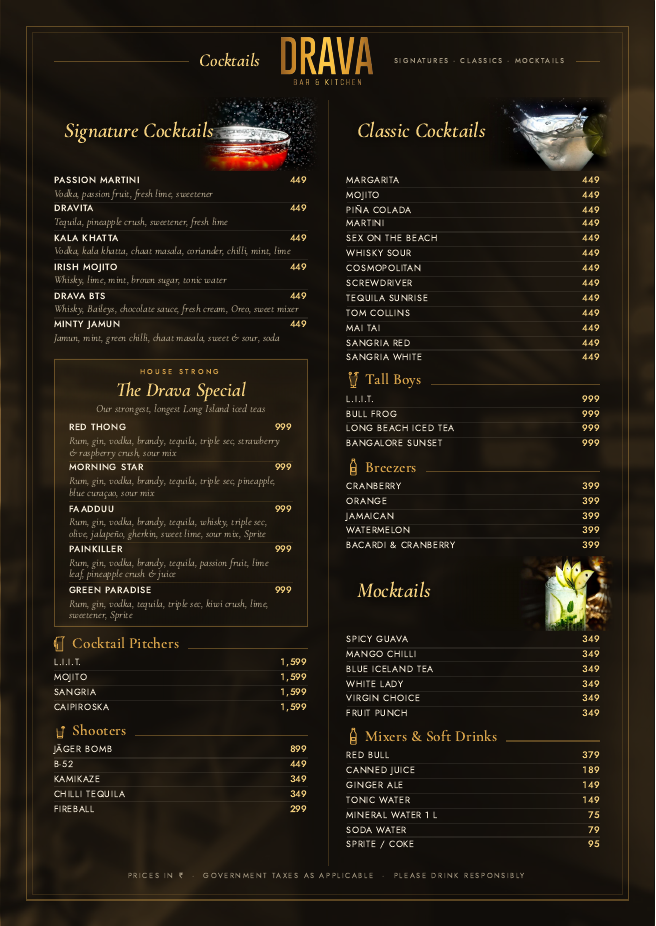 Cocktails
DRAVA
BAR & KITCHEN
SIGNATURES · CLASSICS · MOCKTAILS
Signature Cocktails
PASSION MARTINI 449
Vodka, passion fruit, fresh lime, sweetener
DRAVITA 449
Tequila, pineapple crush, sweetener, fresh lime
KALA KHATTA 449
Vodka, kala khatta, chaat masala, coriander, chilli, mint, lime
IRISH MOJITO 449
Whisky, lime, mint, brown sugar, tonic water
DRAVA BTS 449
Whisky, Baileys, chocolate sauce, fresh cream, Oreo, sweet mixer
MINTY JAMUN 449
Jamun, mint, green chilli, chaat masala, sweet & sour, soda
HOUSE STRONG
The Drava Special
Our strongest, longest Long Island iced teas
RED THONG 999
Rum, gin, vodka, brandy, tequila, triple sec, strawberry
& raspberry crush, sour mix
MORNING STAR 999
Rum, gin, vodka, brandy, tequila, triple sec, pineapple,
blue curaçao, sour mix
FAADDUU 999
Rum, gin, vodka, brandy, tequila, whisky, triple sec,
olive, jalapeño, gherkin, sweet lime, sour mix, Sprite
PAINKILLER 999
Rum, gin, vodka, brandy, tequila, passion fruit, lime
leaf, pineapple crush & juice
GREEN PARADISE 999
Rum, gin, vodka, tequila, triple sec, kiwi crush, lime,
sweetener, Sprite
Cocktail Pitchers
L.I.I.T. 1,599
MOJITO 1,599
SANGRIA 1,599
CAIPIROSKA 1,599
Shooters
JÄGER BOMB 899
B-52 449
KAMIKAZE 349
CHILLI TEQUILA 349
FIREBALL 299
Classic Cocktails
MARGARITA 449
MOJITO 449
PIÑA COLADA 449
MARTINI 449
SEX ON THE BEACH 449
WHISKY SOUR 449
COSMOPOLITAN 449
SCREWDRIVER 449
TEQUILA SUNRISE 449
TOM COLLINS 449
MAI TAI 449
SANGRIA RED 449
SANGRIA WHITE 449
Tall Boys
L.I.I.T. 999
BULL FROG 999
LONG BEACH ICED TEA 999
BANGALORE SUNSET 999
Breezers
CRANBERRY 399
ORANGE 399
JAMAICAN 399
WATERMELON 399
BACARDI & CRANBERRY 399
Mocktails
SPICY GUAVA 349
MANGO CHILLI 349
BLUE ICELAND TEA 349
WHITE LADY 349
VIRGIN CHOICE 349
FRUIT PUNCH 349
Mixers & Soft Drinks
RED BULL 379
CANNED JUICE 189
GINGER ALE 149
TONIC WATER 149
MINERAL WATER 1 L 75
SODA WATER 79
SPRITE / COKE 95
PRICES IN ₹ · GOVERNMENT TAXES AS APPLICABLE · PLEASE DRINK RESPONSIBLY